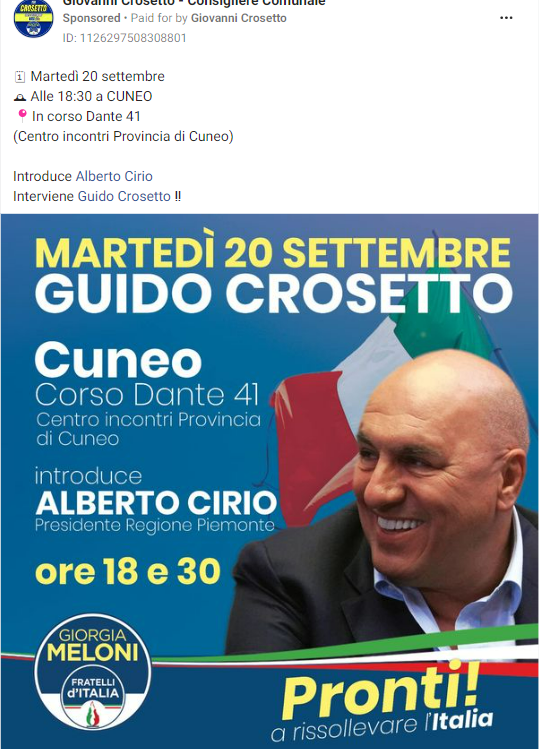 Giovanni Crosetto - Consigliere Comunale
Sponsored • Paid for by Giovanni Crosetto
ID: 1126297508308801
Martedì 20 settembre
Alle 18:30 a CUNEO
In corso Dante 41
(Centro incontri Provincia di Cuneo)
Introduce Alberto Cirio
Interviene Guido Crosetto ‼
MARTEDÌ 20 SETTEMBRE
GUIDO CROSETTO
Cuneo
Corso Dante 41
Centro incontri Provincia
di Cuneo
introduce
ALBERTO CIRIO
Presidente Regione Piemonte
ore 18 e 30
GIORGIA
MELONI
FRATELLI
d'ITALIA
Pronti!
a rissollevare l'Italia